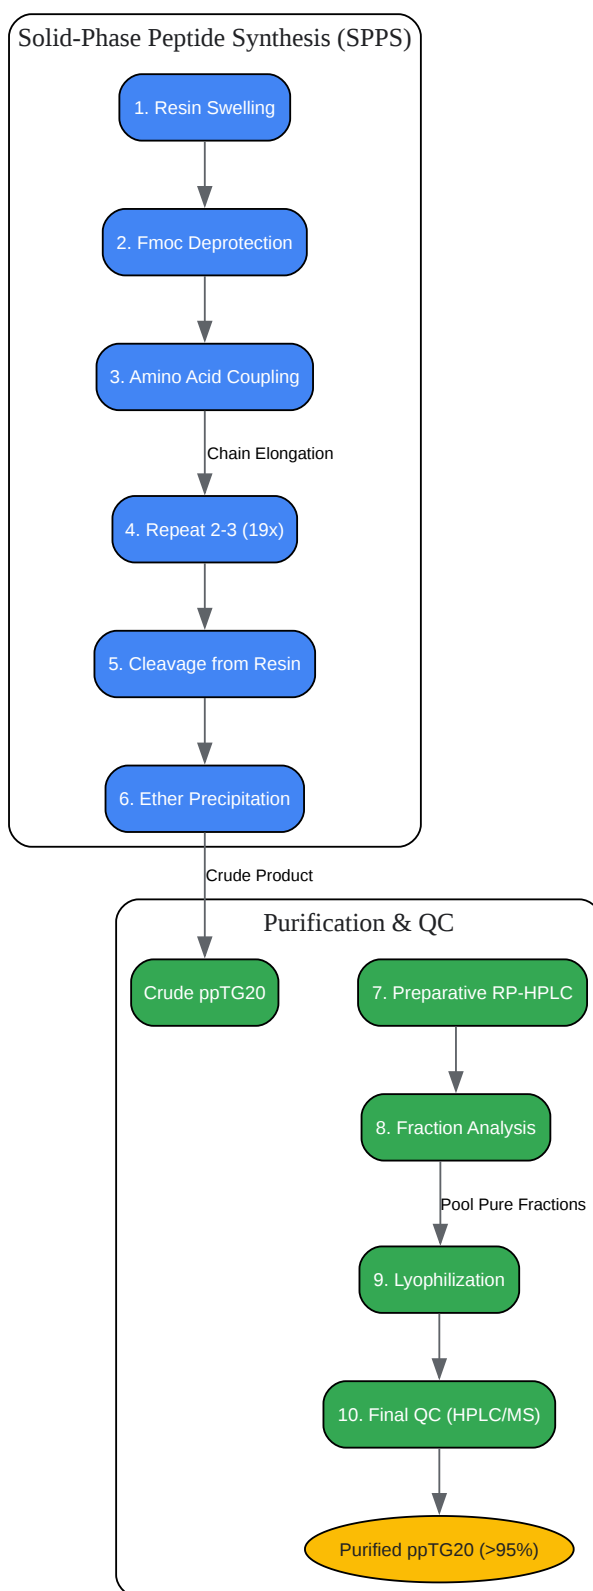 Solid-Phase Peptide Synthesis (SPPS)
1. Resin Swelling
2. Fmoc Deprotection
3. Amino Acid Coupling
Chain Elongation
4. Repeat 2-3 (19x)
5. Cleavage from Resin
6. Ether Precipitation
Crude Product
Purification & QC
Crude ppTG20
7. Preparative RP-HPLC
8. Fraction Analysis
Pool Pure Fractions
9. Lyophilization
10. Final QC (HPLC/MS)
Purified ppTG20 (>95%)